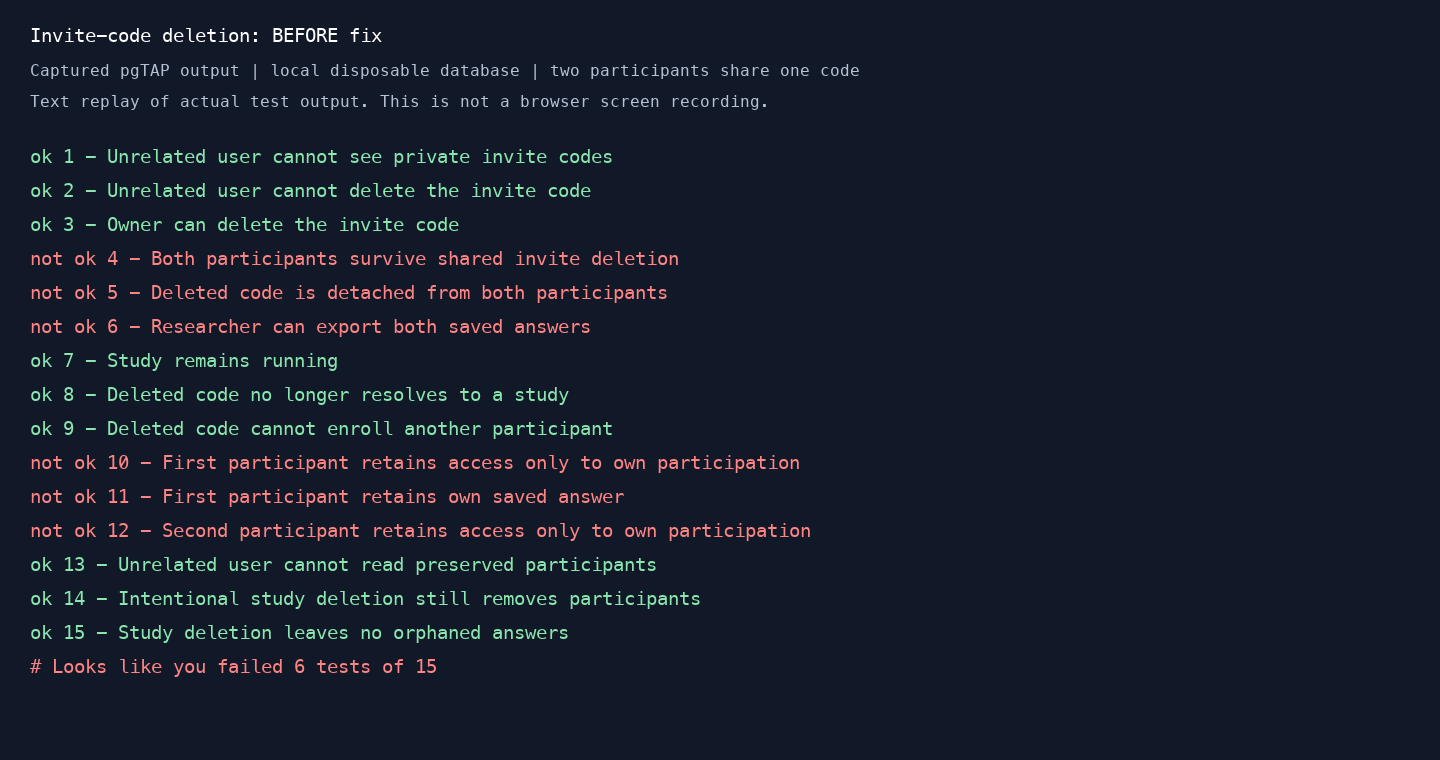 Invite–code deletion: BEFORE fix
Captured pgTAP output | local disposable database | two participants share one code
Text replay of actual test output. This is not a browser screen recording.
ok 1 – Unrelated user cannot see private invite codes
ok 2 – Unrelated user cannot delete the invite code
ok 3 – Owner can delete the invite code
not ok 4 – Both participants survive shared invite deletion
not ok 5 – Deleted code is detached from both participants
not ok 6 – Researcher can export both saved answers
ok 7 – Study remains running
ok 8 – Deleted code no longer resolves to a study
ok 9 – Deleted code cannot enroll another participant
not ok 10 – First participant retains access only to own participation
not ok 11 – First participant retains own saved answer
not ok 12 – Second participant retains access only to own participation
ok 13 – Unrelated user cannot read preserved participants
ok 14 – Intentional study deletion still removes participants
ok 15 – Study deletion leaves no orphaned answers
# Looks like you failed 6 tests of 15